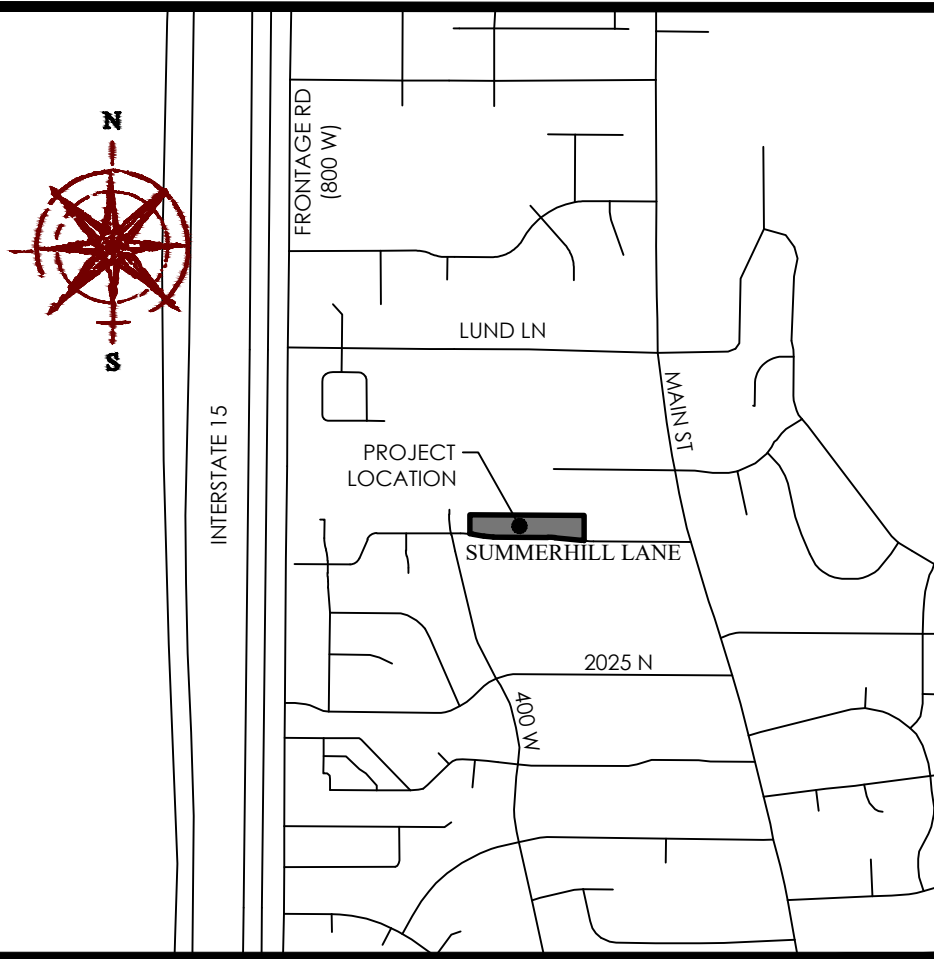 N
S
FRONTAGE RD
(800 W)
LUND LN
MAIN ST
INTERSTATE 15
PROJECT
LOCATION
SUMMERHILL LANE
2025 N
400 W